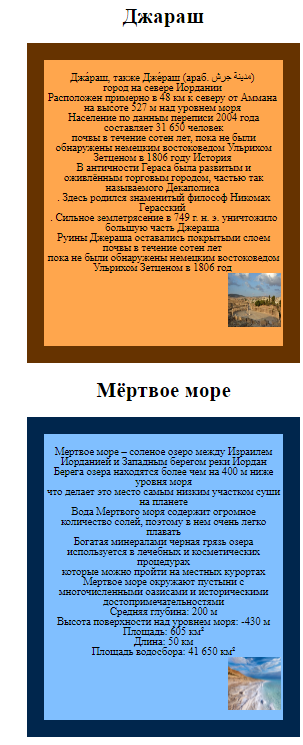 Джараш
Джа́раш, также Дже́раш (араб. مدينة جرش)
город на севере Иордании
Расположен примерно в 48 км к северу от Аммана
на высоте 527 м над уровнем моря
Население по данным переписи 2004 года
составляет 31 650 человек
почвы в течение сотен лет, пока не были
обнаружены немецким востоковедом Ульрихом
Зетценом в 1806 году История
В античности Гераса была развитым и
оживлённым торговым городом, частью так
называемого Декаполиса
. Здесь родился знаменитый философ Никомах
Герасский
. Сильное землетрясение в 749 г. н. э. уничтожило
большую часть Джераша
Руины Джераша оставались покрытыми слоем
почвы в течение сотен лет
пока не были обнаружены немецким востоковедом
Ульрихом Зетценом в 1806 год
Мёртвое море
Мертвое море – соленое озеро между Израилем
Иорданией и Западным берегом реки Иордан
Берега озера находятся более чем на 400 м ниже
уровня моря
что делает это место самым низким участком суши
на планете
Вода Мертвого моря содержит огромное
количество солей, поэтому в нем очень легко
плавать
Богатая минералами черная грязь озера
используется в лечебных и косметических
процедурах
которые можно пройти на местных курортах
Мертвое море окружают пустыни с
многочисленными оазисами и историческими
достопримечательностями
Средняя глубина: 200 м
Высота поверхности над уровнем моря: -430 м
Площадь: 605 км²
Длина: 50 км
Площадь водосбора: 41 650 км²